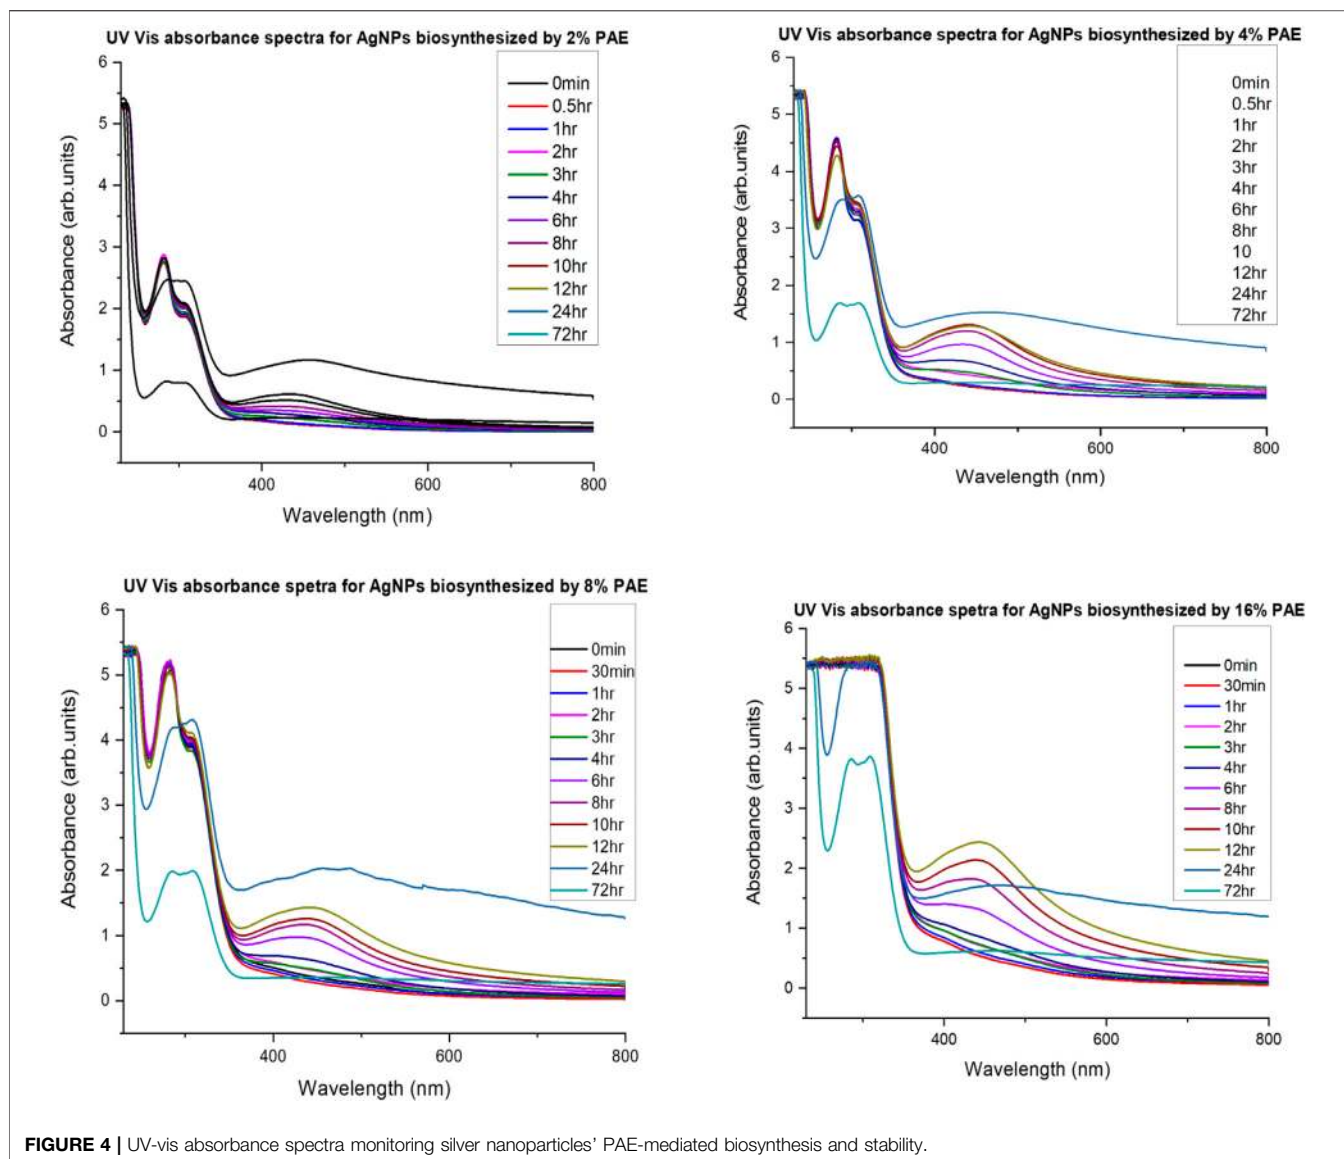 UV Vis absorbance spectra for AgNPs biosynthesized by 2% PAE
6
5
4
3
2
1
0
Absorbance (arb.units)
0min
0.5hr
1hr
2hr
3hr
4hr
6hr
8hr
10hr
12hr
24hr
72hr
400
600
800
Wavelength (nm)
UV Vis absorbance spectra for AgNPs biosynthesized by 4% PAE
6
5
4
3
2
1
0
Absorbance (arb.units)
0min
0.5hr
1hr
2hr
3hr
4hr
6hr
8hr
10
12hr
24hr
72hr
400
600
800
Wavelength (nm)
UV Vis absorbance spetra for AgNPs biosynthesized by 8% PAE
6
5
4
3
2
1
0
Absorbance (arb.units)
0min
30min
1hr
2hr
3hr
4hr
6hr
8hr
10hr
12hr
24hr
72hr
400
600
800
Wavelength (nm)
UV Vis absorbance spetra for AgNPs biosynthesized by 16% PAE
6
5
4
3
2
1
0
Absorbance (arb.units)
0min
30min
1hr
2hr
3hr
4hr
6hr
8hr
10hr
12hr
24hr
72hr
400
600
800
Wavelength (nm)
FIGURE 4 | UV-vis absorbance spectra monitoring silver nanoparticles’ PAE-mediated biosynthesis and stability.